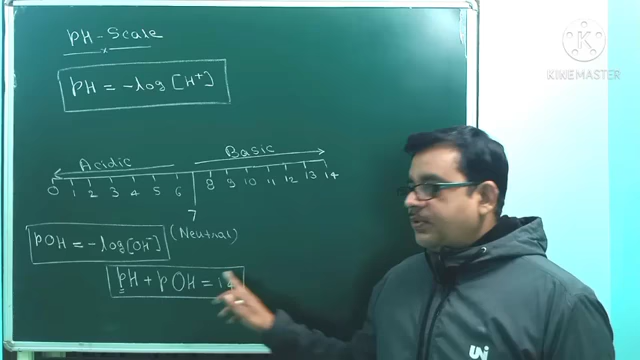 pH - Scale
pH = -log [H⁺]
Acidic Basic
0 1 2 3 4 5 6 7 8 9 10 11 12 13 14
(Neutral)
pOH = -log[OH⁻]
pH + pOH = 14
KINEMASTER